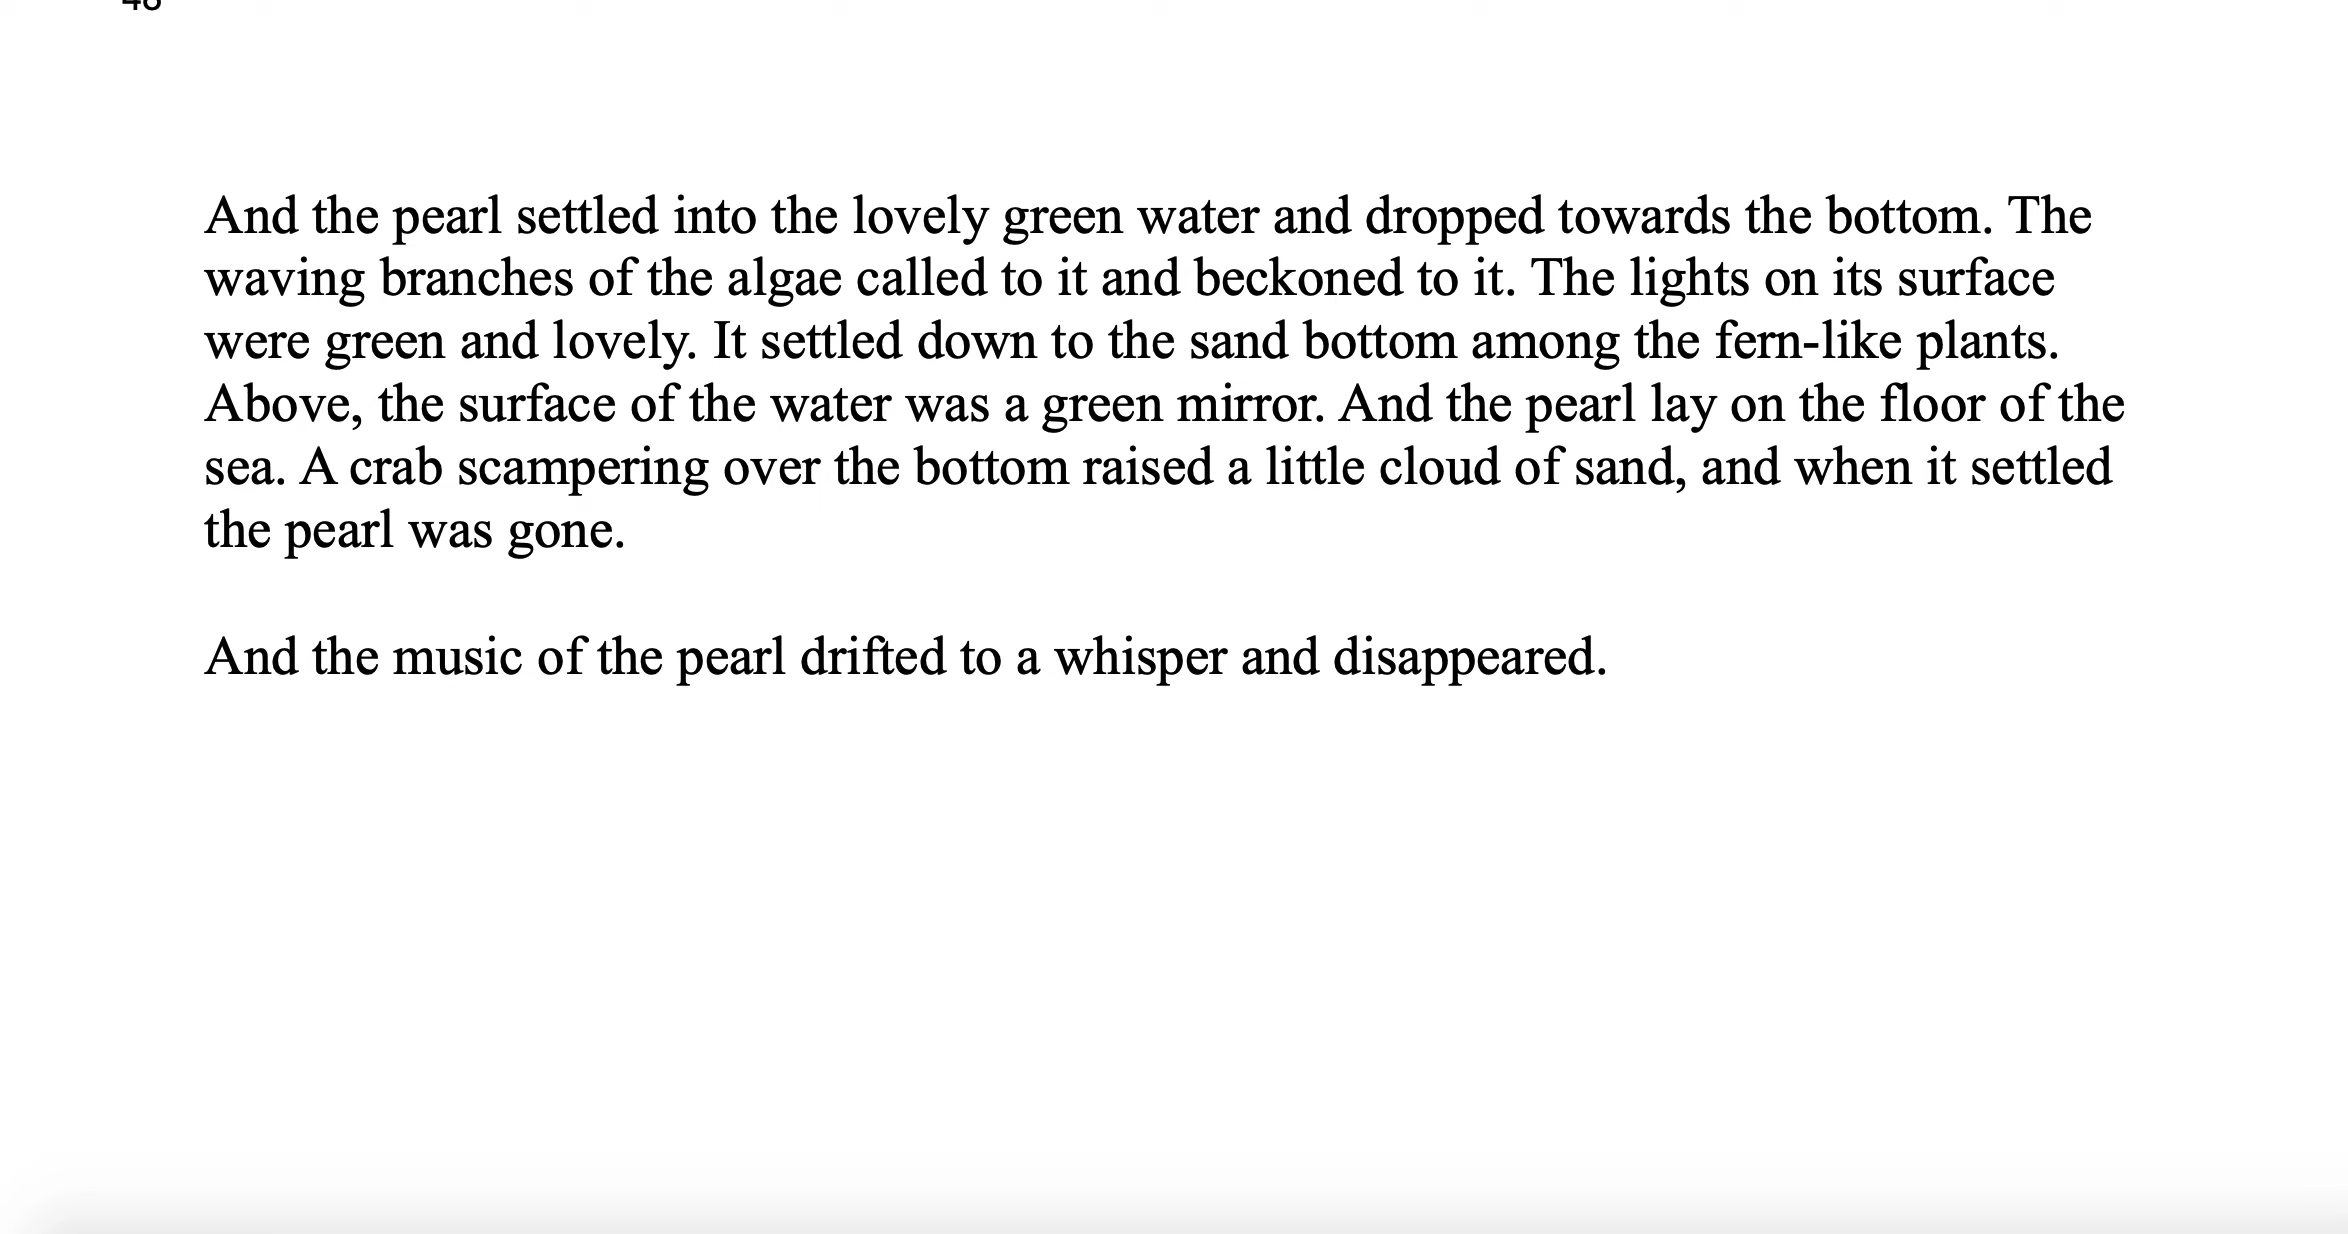 And the pearl settled into the lovely green water and dropped towards the bottom. The
waving branches of the algae called to it and beckoned to it. The lights on its surface
were green and lovely. It settled down to the sand bottom among the fern-like plants.
Above, the surface of the water was a green mirror. And the pearl lay on the floor of the
sea. A crab scampering over the bottom raised a little cloud of sand, and when it settled
the pearl was gone.
And the music of the pearl drifted to a whisper and disappeared.